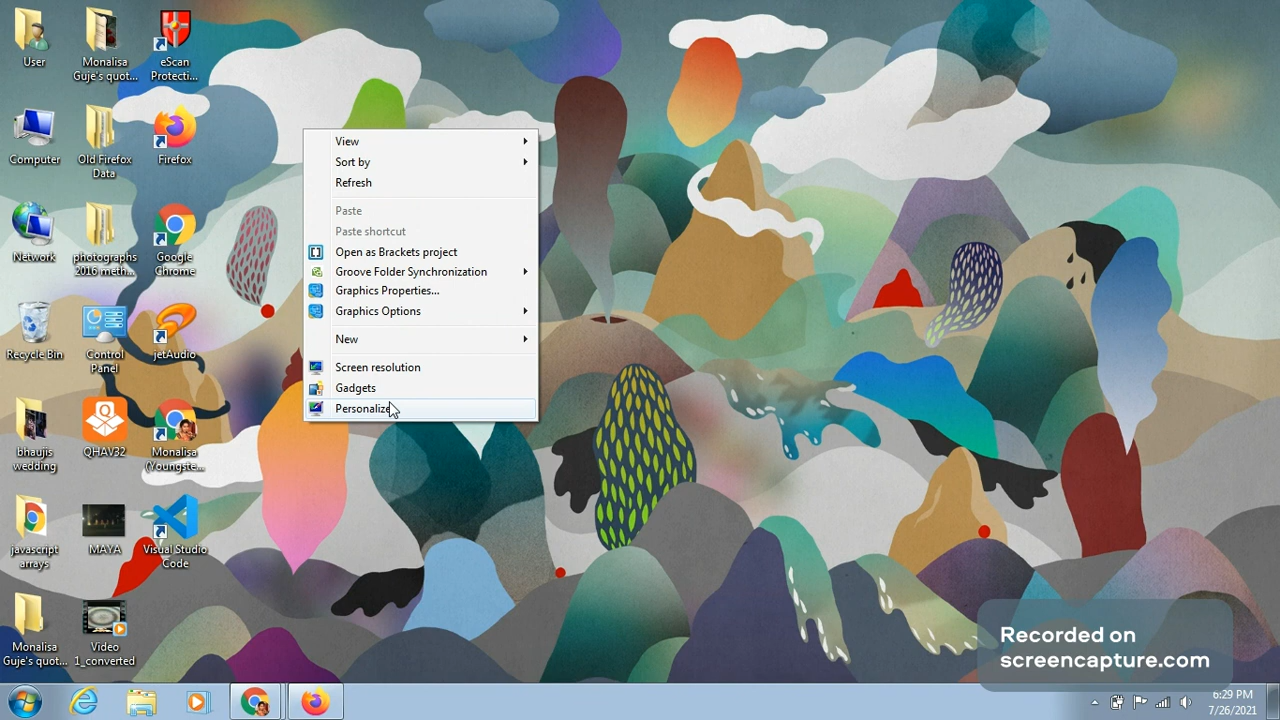 User
Monalisa
Guje's quot...
eScan
Protecti...
Computer
Old Firefox
Data
Firefox
Network
photographs
2016 meth...
Google
Chrome
Recycle Bin
Control
Panel
jetAudio
bhaujis
wedding
QHAV32
Monalisa
(Youngste...
javascript
arrays
MAYA
Visual Studio
Code
Monalisa
Guje's quot...
Video
1_converted
View
Sort by
Refresh
Paste
Paste shortcut
Open as Brackets project
Groove Folder Synchronization
Graphics Properties...
Graphics Options
New
Screen resolution
Gadgets
Personalize
Recorded on
screencapture.com
6:29 PM
7/26/2021